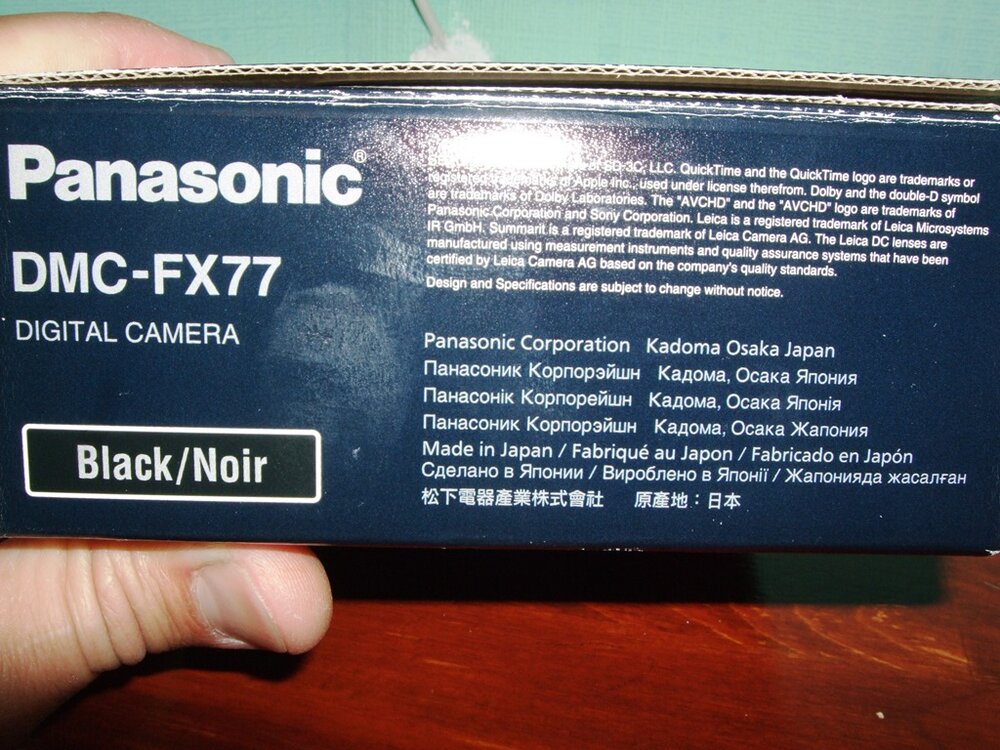 Panasonic®
DMC-FX77
DIGITAL CAMERA
Black/Noir
SD-3C, LLC. QuickTime and the QuickTime logo are trademarks or
registered of Apple Inc., used under license therefrom. Dolby and the double-D symbol
are trademarks of Dolby Laboratories. The "AVCHD" and the "AVCHD" logo are trademarks of
Panasonic Corporation and Sony Corporation. Leica is a registered trademark of Leica Microsystems
IR GmbH. Summarit is a registered trademark of Leica Camera AG. The Leica DC lenses are
manufactured using measurement instruments and quality assurance systems that have been
certified by Leica Camera AG based on the company's quality standards.
Design and Specifications are subject to change without notice.
Panasonic Corporation Kadoma Osaka Japan
Панасоник Корпорэйшн Кадома, Осака Япония
Панасонік Корпорейшн Кадома, Осака Японія
Панасоник Корпорэйшн Кадома, Осака Жапония
Made in Japan / Fabriqué au Japon / Fabricado en Japón
Сделано в Японии / Вироблено в Японії / Жапонияда жасалған
松下電器產業株式會社 原產地：日本